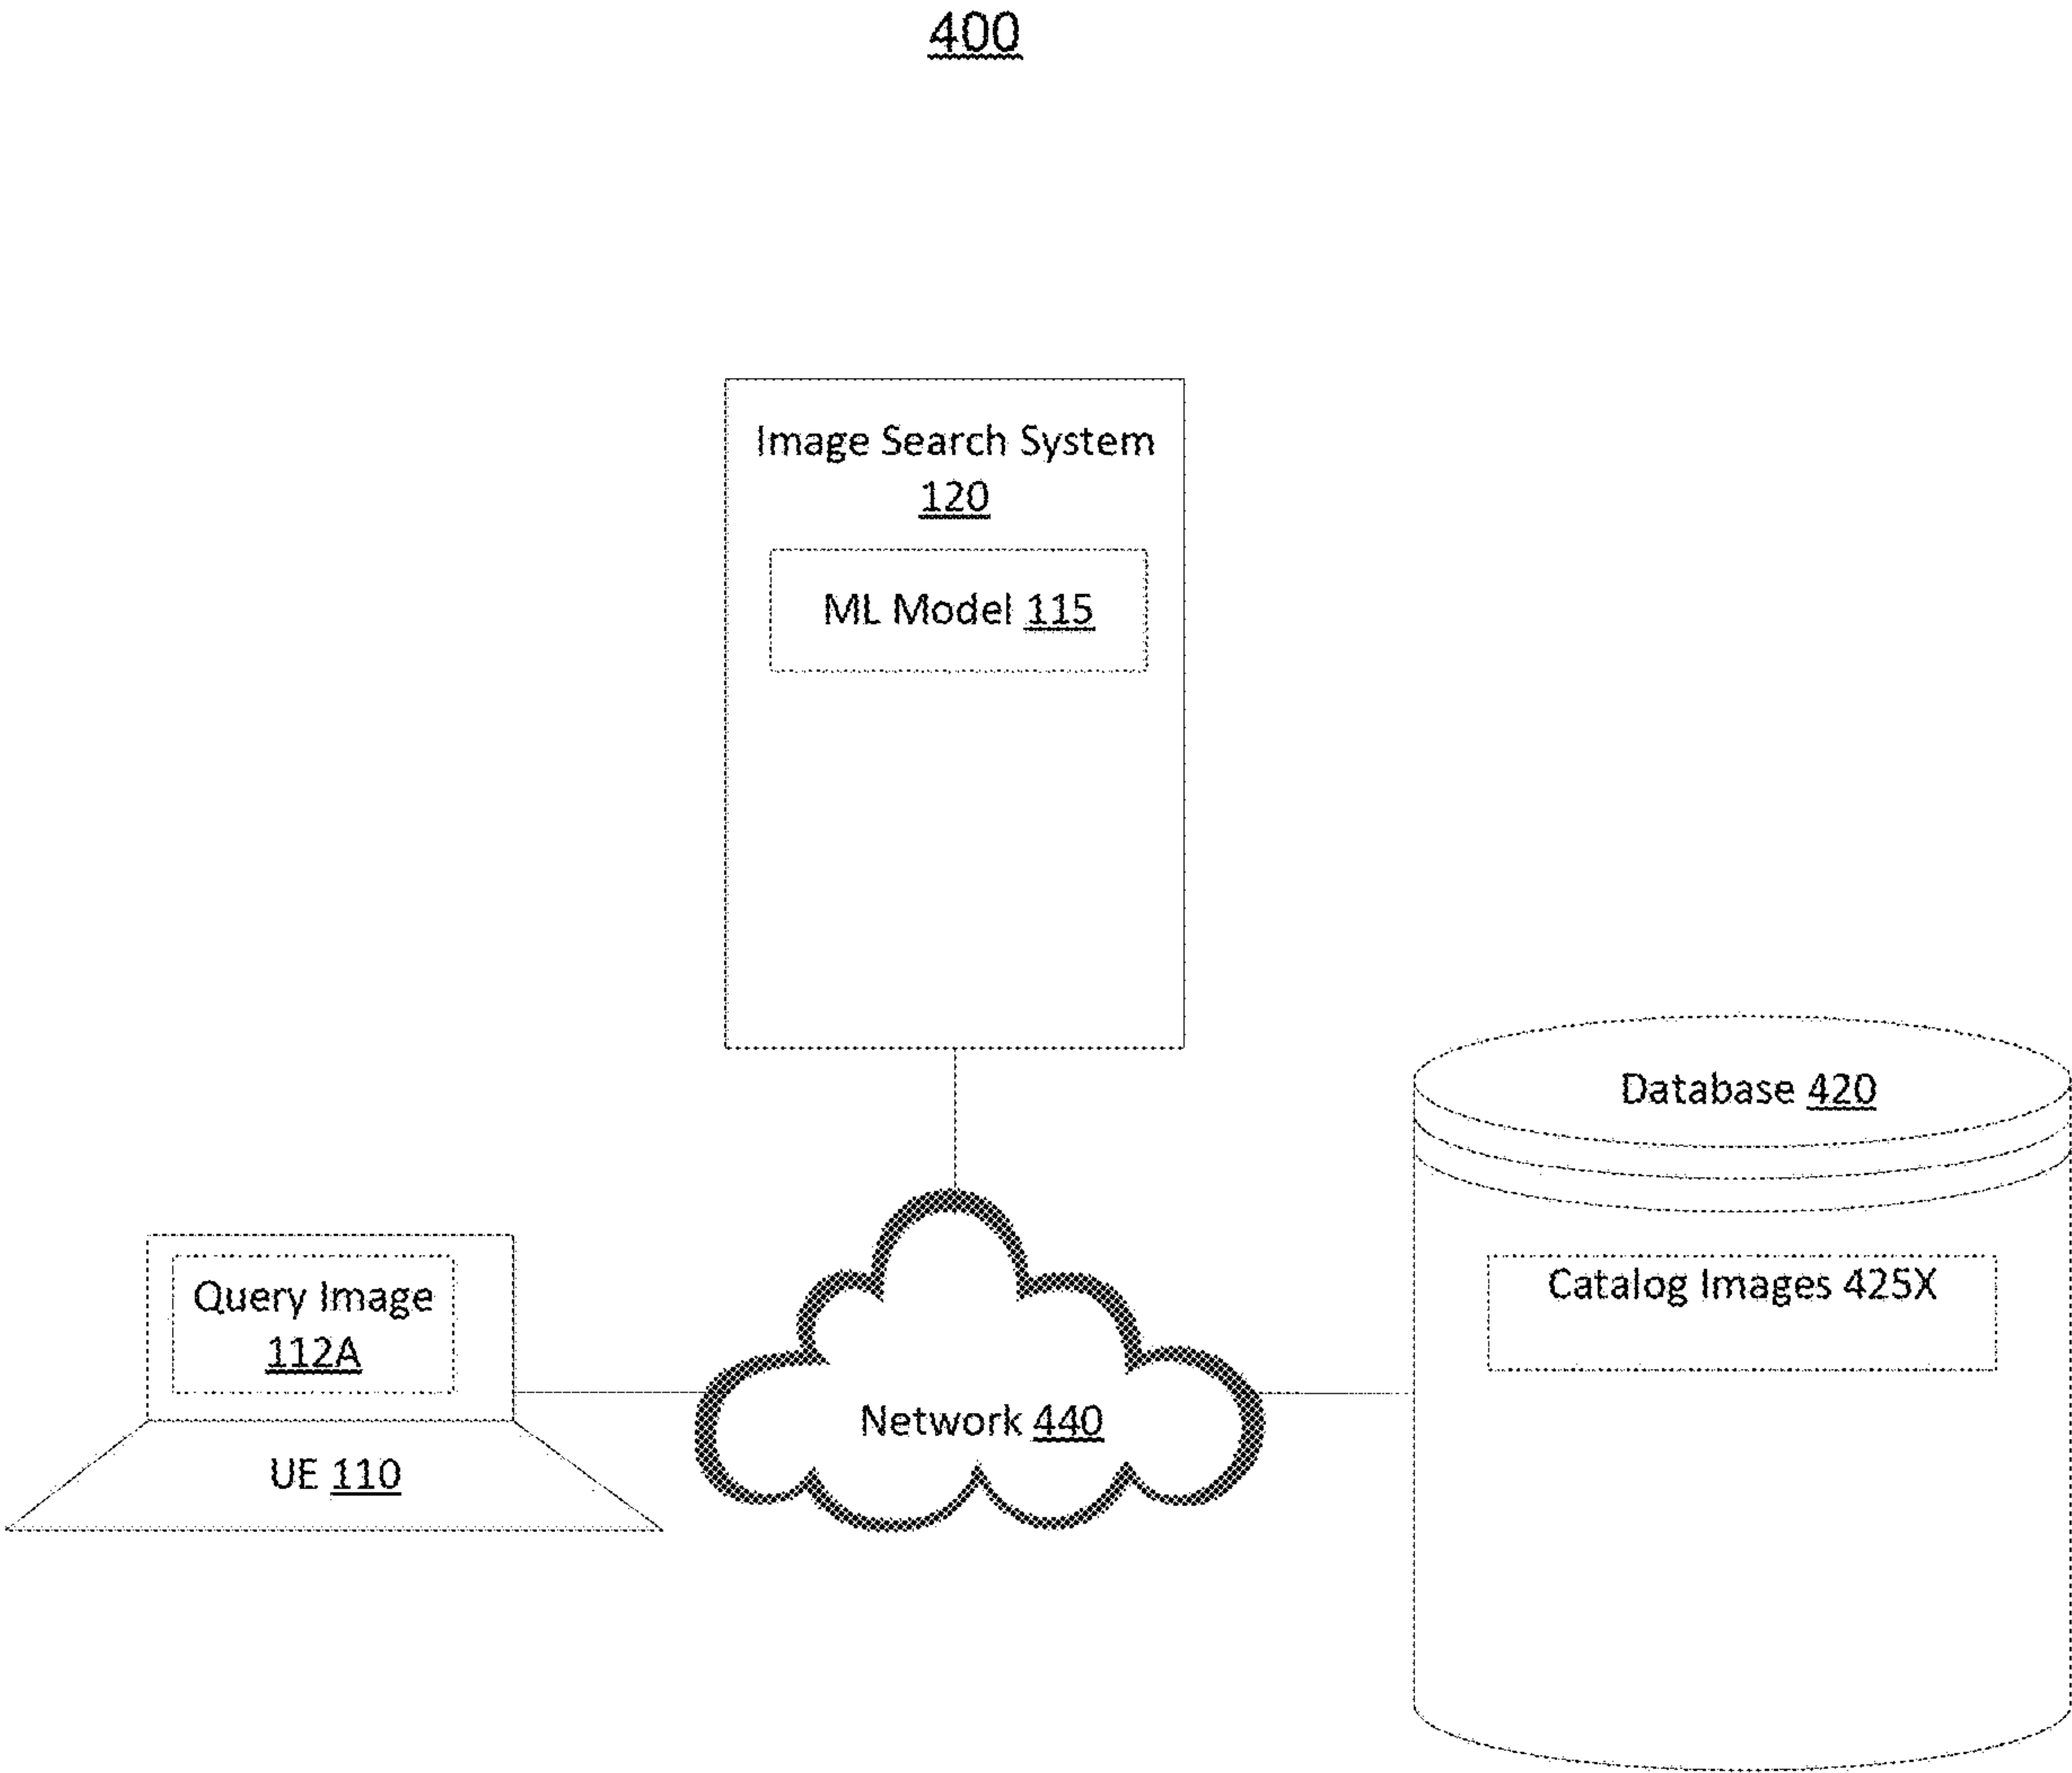 400
Image Search System
120
ML Model 115
Database 420
Catalog Images 425X
Query Image
112A
Network 440
UE 110